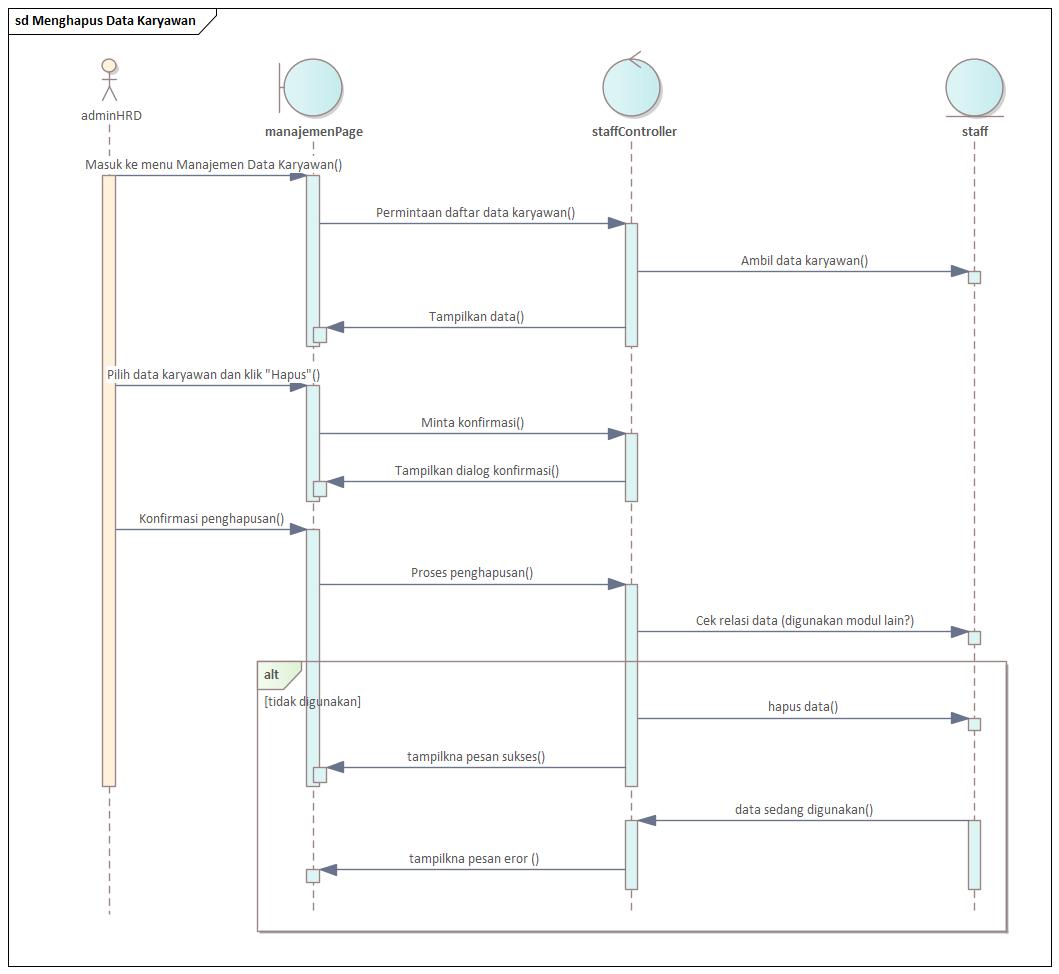 sd Menghapus Data Karyawan
adminHRD
manajemenPage
staffController
staff
Masuk ke menu Manajemen Data Karyawan()
Permintaan daftar data karyawan()
Ambil data karyawan()
Tampilkan data()
Pilih data karyawan dan klik "Hapus"()
Minta konfirmasi()
Tampilkan dialog konfirmasi()
Konfirmasi penghapusan()
Proses penghapusan()
Cek relasi data (digunakan modul lain?)
alt
[tidak digunakan]
hapus data()
tampilkna pesan sukses()
data sedang digunakan()
tampilkna pesan eror ()